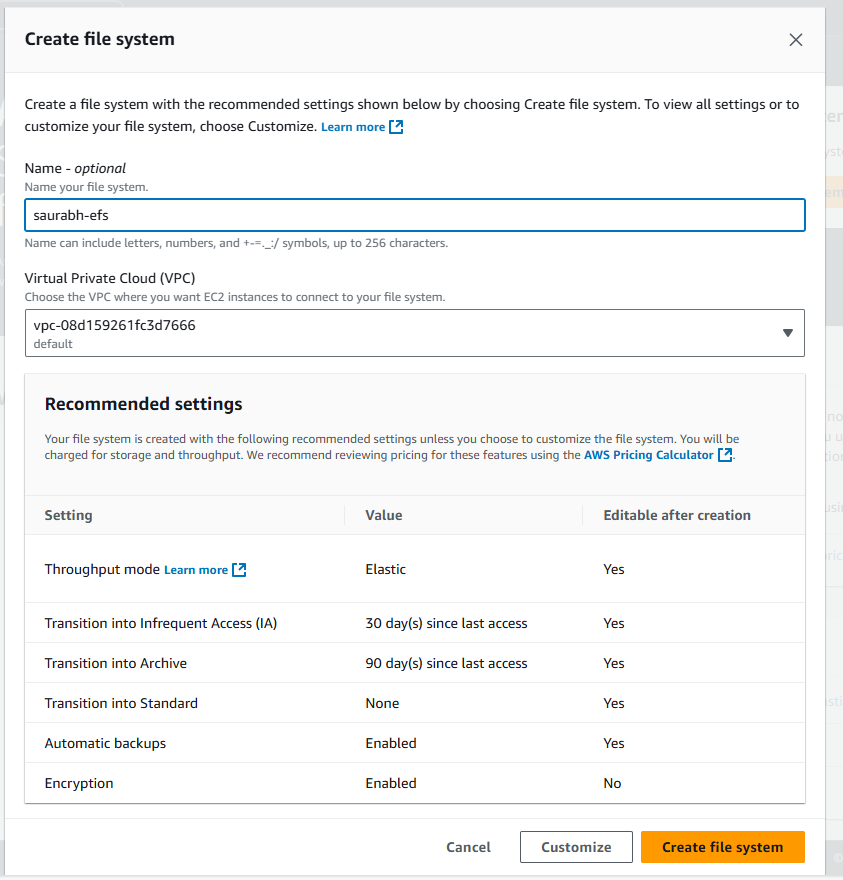 Create file system
Create a file system with the recommended settings shown below by choosing Create file system. To view all settings or to
customize your file system, choose Customize. Learn more
Name - optional
Name your file system.
saurabh-efs
Name can include letters, numbers, and +-=._:/ symbols, up to 256 characters.
Virtual Private Cloud (VPC)
Choose the VPC where you want EC2 instances to connect to your file system.
vpc-08d159261fc3d7666
default
Recommended settings
Your file system is created with the following recommended settings unless you choose to customize the file system. You will be
charged for storage and throughput. We recommend reviewing pricing for these features using the AWS Pricing Calculator.
Setting Value Editable after creation
Throughput mode Learn more Elastic Yes
Transition into Infrequent Access (IA) 30 day(s) since last access Yes
Transition into Archive 90 day(s) since last access Yes
Transition into Standard None Yes
Automatic backups Enabled Yes
Encryption Enabled No
Cancel Customize Create file system